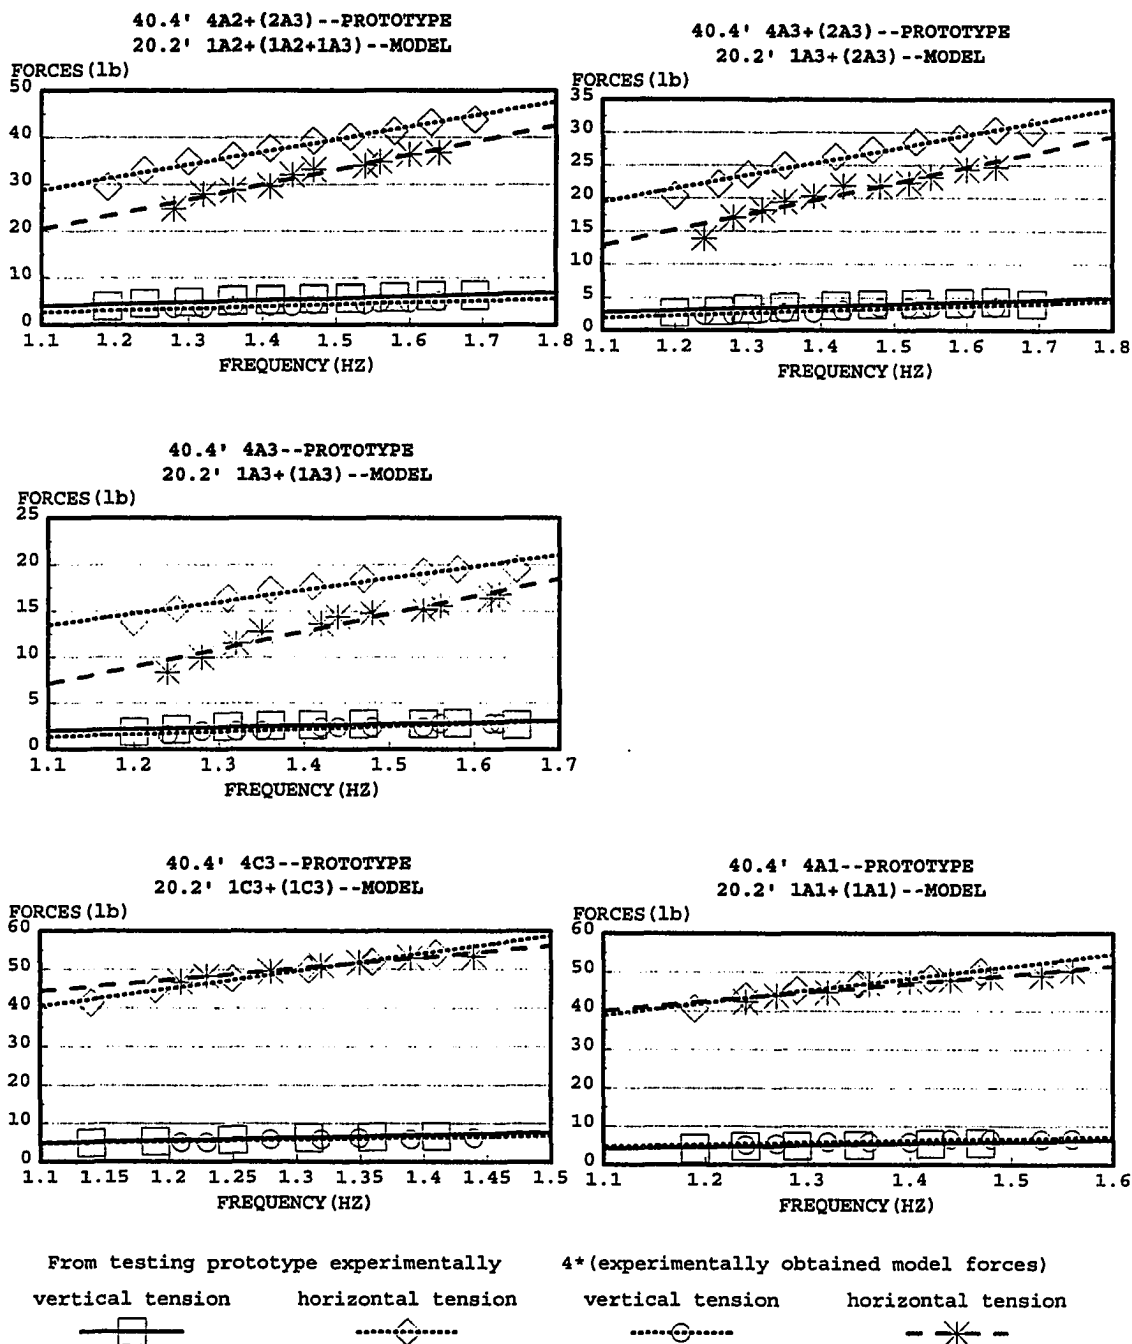 40.4' 4A2+(2A3)--PROTOTYPE
20.2' 1A2+(1A2+1A3)--MODEL
FORCES(lb)
50
40
30
20
10
0
1.1 1.2 1.3 1.4 1.5 1.6 1.7 1.8
FREQUENCY(HZ)
40.4' 4A3+(2A3)--PROTOTYPE
20.2' 1A3+(2A3)--MODEL
FORCES(lb)
35
30
25
20
15
10
5
0
1.1 1.2 1.3 1.4 1.5 1.6 1.7 1.8
FREQUENCY(HZ)
40.4' 4A3--PROTOTYPE
20.2' 1A3+(1A3)--MODEL
FORCES(lb)
25
20
15
10
5
0
1.1 1.2 1.3 1.4 1.5 1.6 1.7
FREQUENCY(HZ)
40.4' 4C3--PROTOTYPE
20.2' 1C3+(1C3)--MODEL
FORCES(lb)
60
50
40
30
20
10
0
1.1 1.15 1.2 1.25 1.3 1.35 1.4 1.45 1.5
FREQUENCY(HZ)
40.4' 4A1--PROTOTYPE
20.2' 1A1+(1A1)--MODEL
FORCES(lb)
60
50
40
30
20
10
0
1.1 1.2 1.3 1.4 1.5 1.6
FREQUENCY(HZ)
From testing prototype experimentally
vertical tension horizontal tension
4*(experimentally obtained model forces)
vertical tension horizontal tension